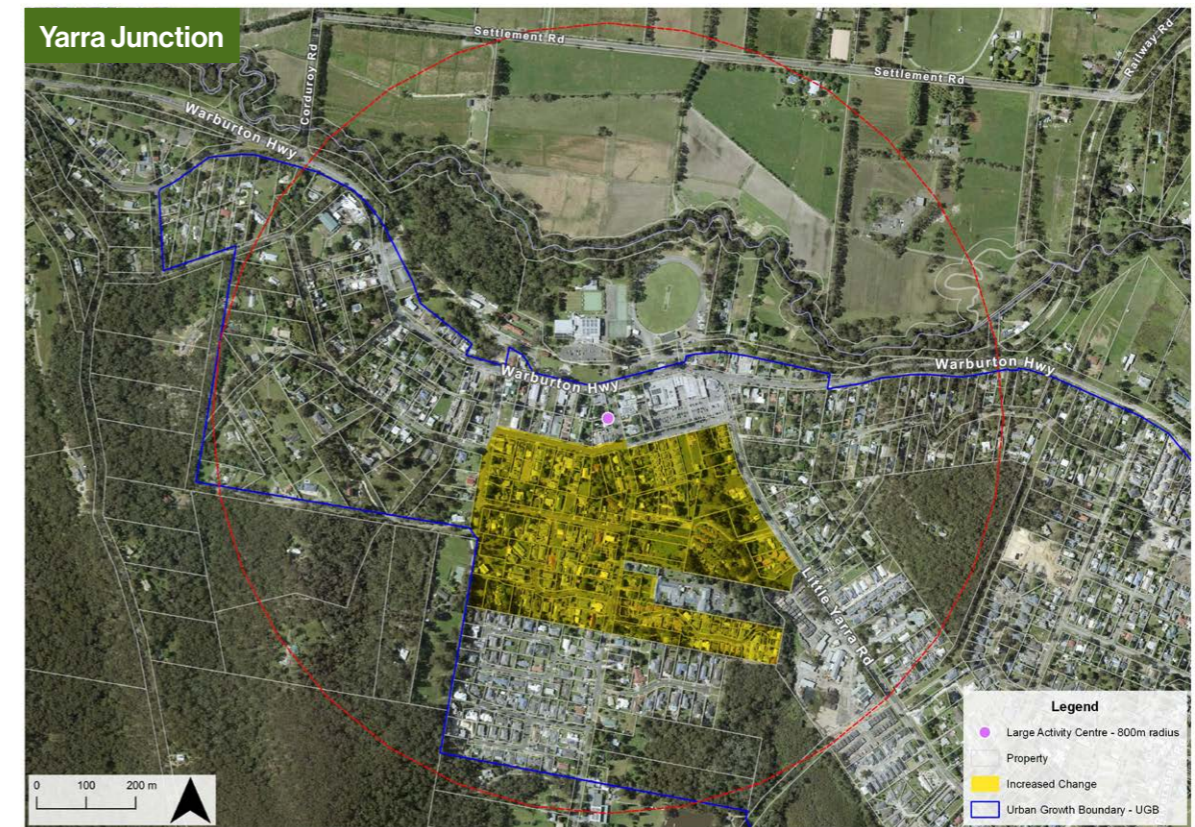 Yarra Junction
Settlement Rd
Settlement Rd
Railway Rd
Corduroy Rd
Warburton Hwy
Warburton Hwy
Warburton Hwy
Little Yarra Rd
Legend
Large Activity Centre - 800m radius
Property
Increased Change
Urban Growth Boundary - UGB
0 100 200 m